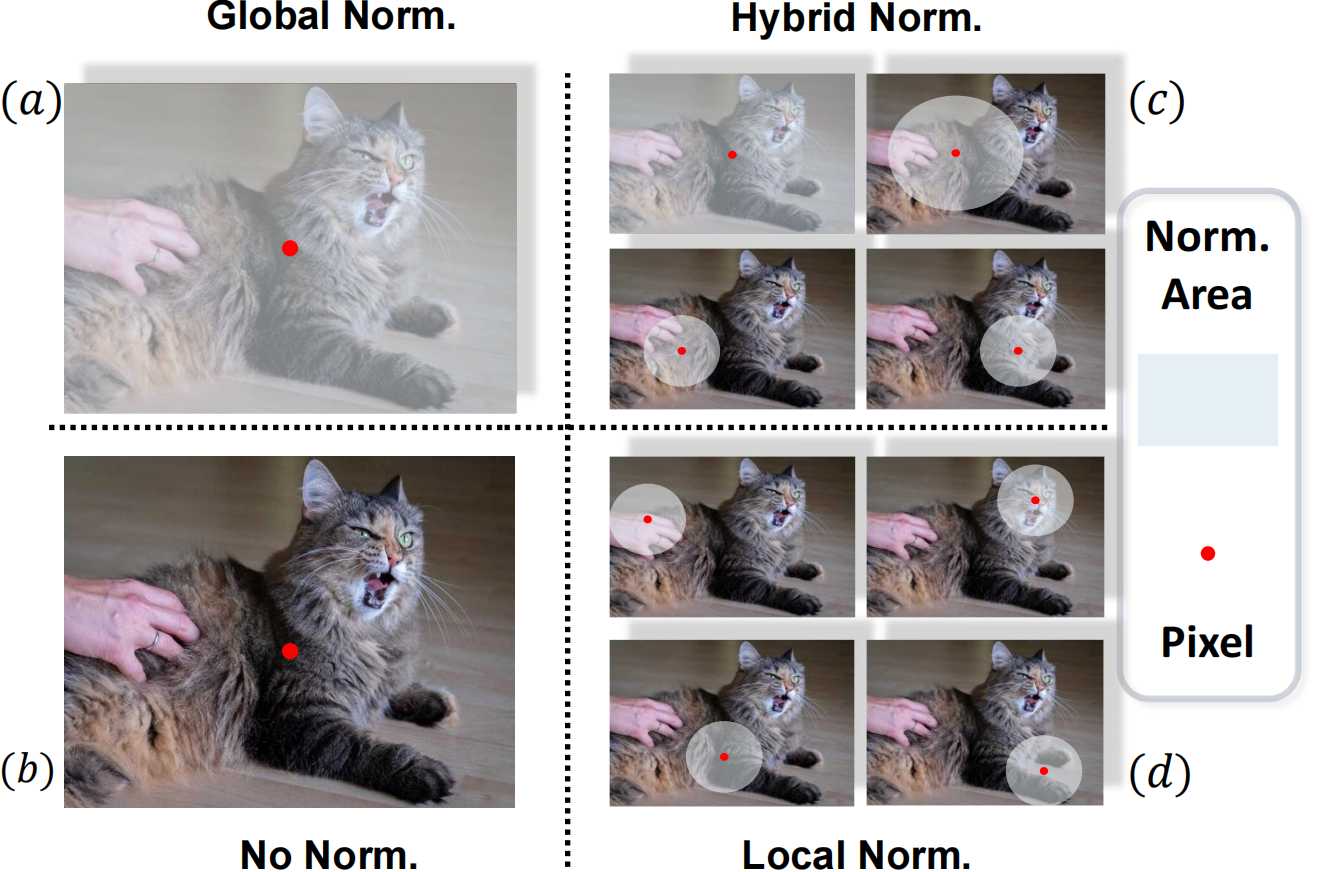 Global Norm.
Hybrid Norm.
(a)
(c)
Norm.
Area
Pixel
(b)
(d)
No Norm.
Local Norm.